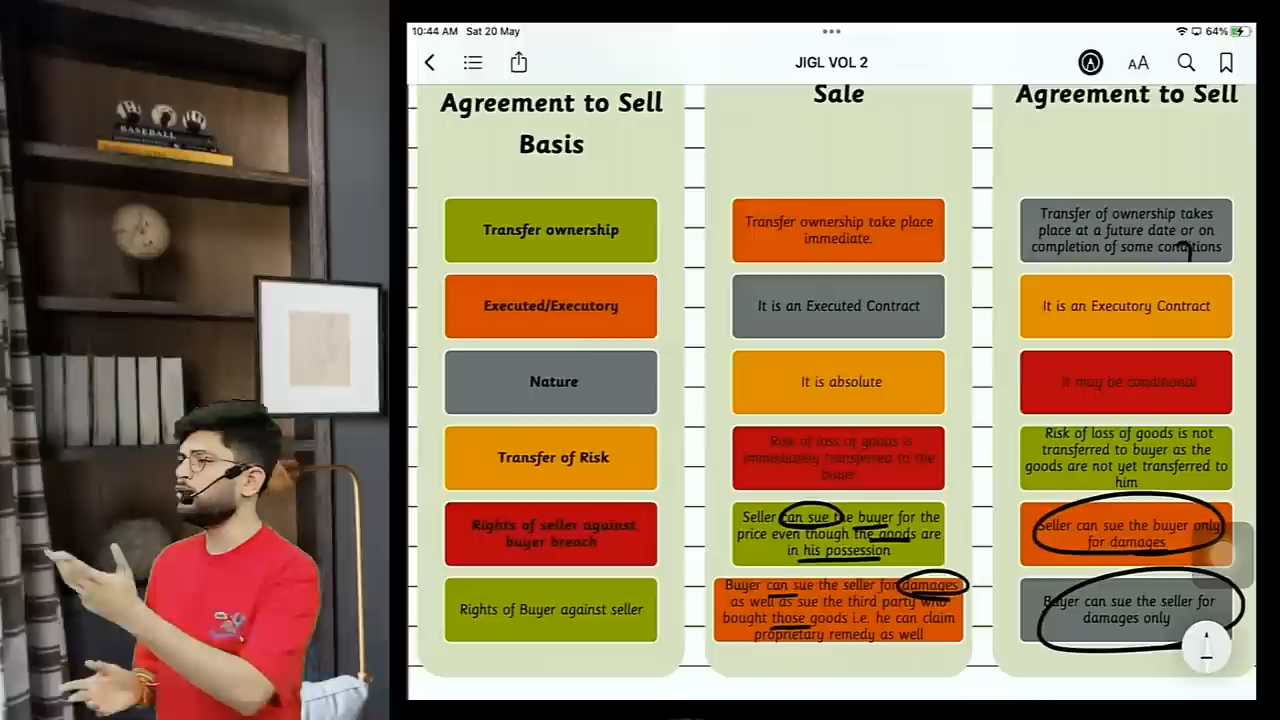 10:44 AM Sat 20 May
64%
JIGL VOL 2
AA
Agreement to Sell
Basis
Sale
Agreement to Sell
Transfer ownership
Transfer ownership take place
immediate.
Transfer of ownership takes
place at a future date or on
completion of some conditions
Executed/Executory
It is an Executed Contract
It is an Executory Contract
Nature
It is absolute
It may be conditional
Transfer of Risk
Risk of loss of goods is
immediately transferred to the
buyer
Risk of loss of goods is not
transferred to buyer as the
goods are not yet transferred to
him
Rights of seller against
buyer breach
Seller can sue the buyer for the
price even though the goods are
in his possession
Seller can sue the buyer only
for damages
Rights of Buyer against seller
Buyer can sue the seller for damages
as well as sue the third party who
bought those goods i.e. he can claim
proprietary remedy as well
Buyer can sue the seller for
damages only
BASEBALL